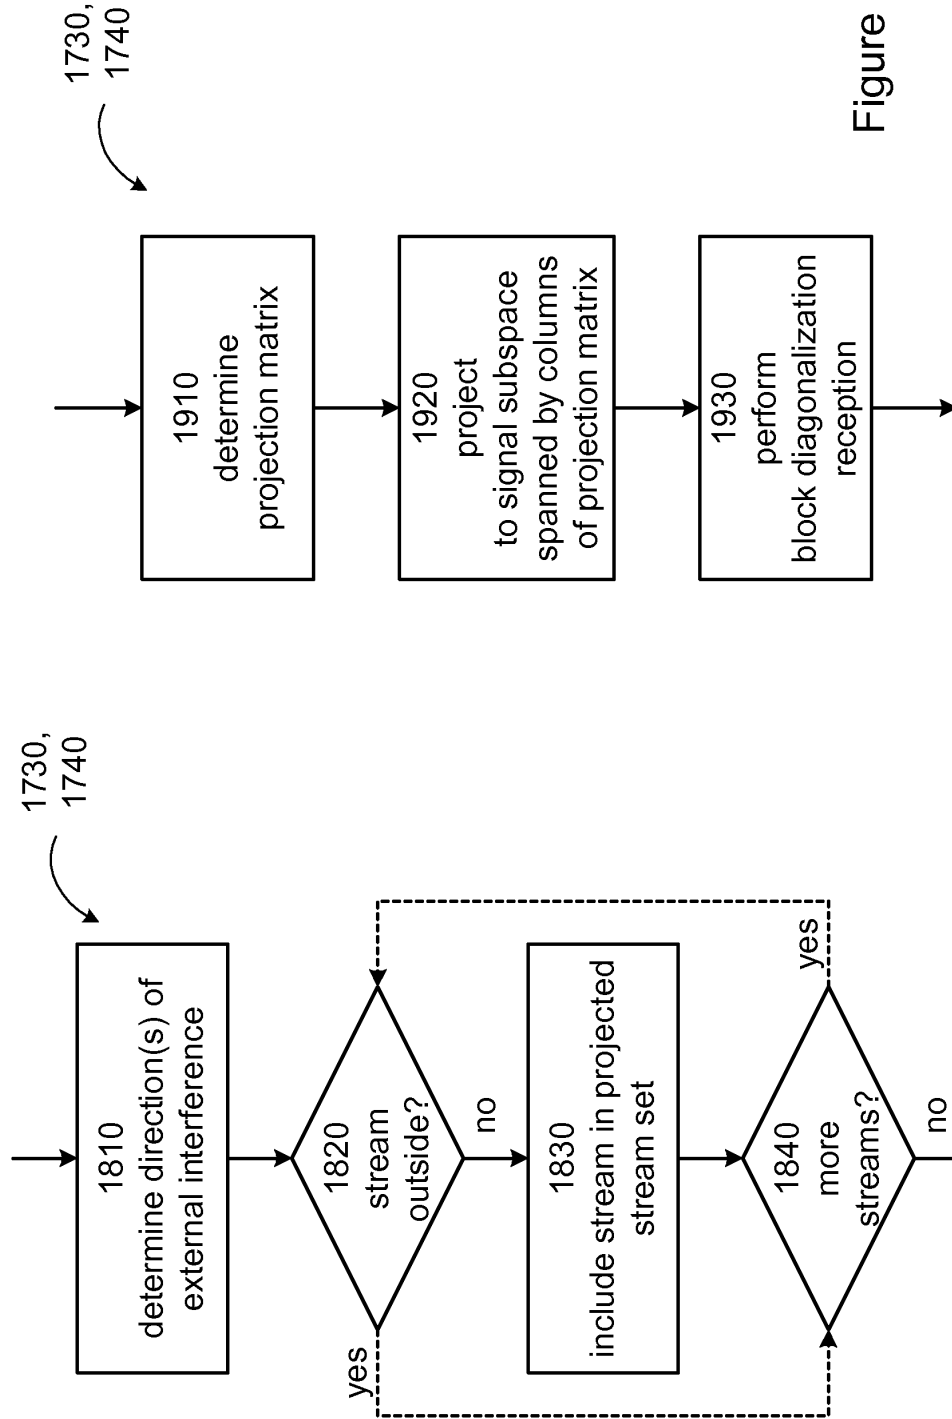 1730,
1740
1810
determine direction(s) of
external interference
1820
stream
outside?
yes
no
1830
include stream in projected
stream set
1840
more
streams?
yes
no
1730,
1740
1910
determine
projection matrix
1920
project
to signal subspace
spanned by columns
of projection matrix
1930
perform
block diagonalization
reception
Figure